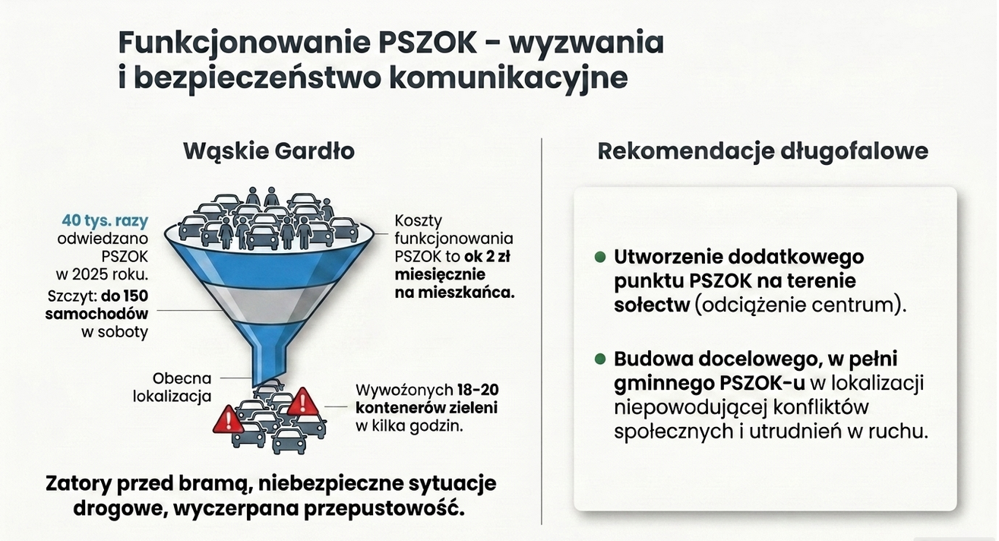 Funkcjonowanie PSZOK - wyzwania
i bezpieczeństwo komunikacyjne
Wąskie Gardło
40 tys. razy
odwiedzano
PSZOK
w 2025 roku.
Szczyt: do 150
samochodów
w soboty
Koszty
funkcjonowania
PSZOK to ok 2 zł
miesięcznie
na mieszkańca.
Obecna
lokalizacja
Wywożonych 18-20
kontenerów zieleni
w kilka godzin.
Zatory przed bramą, niebezpieczne sytuacje
drogowe, wyczerpana przepustowość.
Rekomendacje długofalowe
Utworzenie dodatkowego
punktu PSZOK na terenie
sołectw (odciążenie centrum).
Budowa docelowego, w pełni
gminnego PSZOK-u w lokalizacji
niepowodującej konfliktów
społecznych i utrudnień w ruchu.